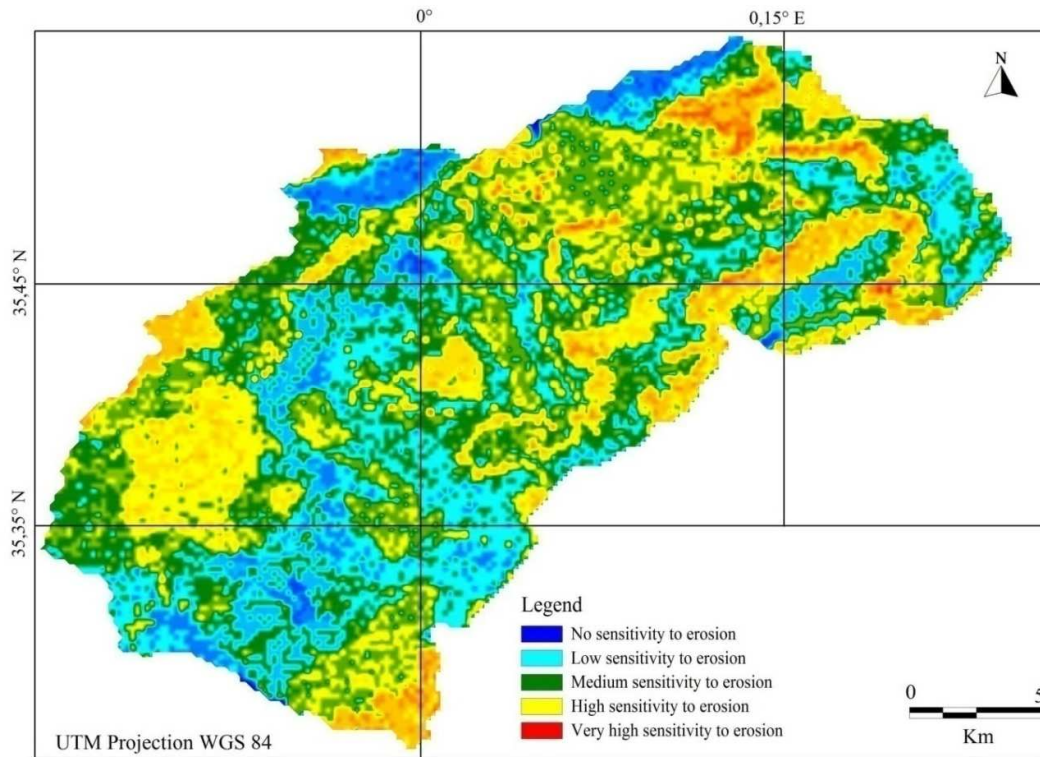 0°
0,15° E
N
35,45° N
35,35° N
Legend
No sensitivity to erosion
Low sensitivity to erosion
Medium sensitivity to erosion
High sensitivity to erosion
Very high sensitivity to erosion
0 5
Km
UTM Projection WGS 84